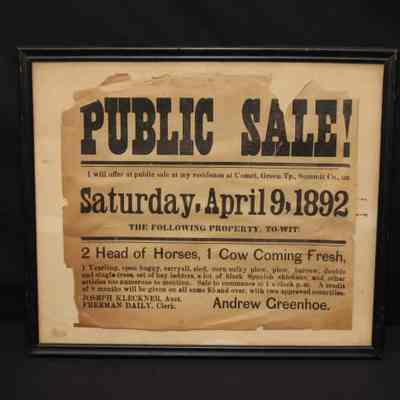 PUBLIC SALE!
I will offer at public sale at my residence at Comet, Green Tp., Summit Co., on
Saturday, April 9, 1892
THE FOLLOWING PROPERTY, TO-WIT:
2 Head of Horses, 1 Cow Coming Fresh,
1 Yearling, open buggy, carryall, sled, corn sulky plow, plow, harrow, double
and single trees, set of hay ladders, a lot of black Spanish chickens, and other
articles too numerous to mention. Sale to commence at 1 o'clock p.m. A credit
of 9 months will be given on all sums $5 and over, with two approved securities.
JOSEPH KLECKNER, Auct.
FREEMAN DAILY, Clerk.
Andrew Greenhoe.